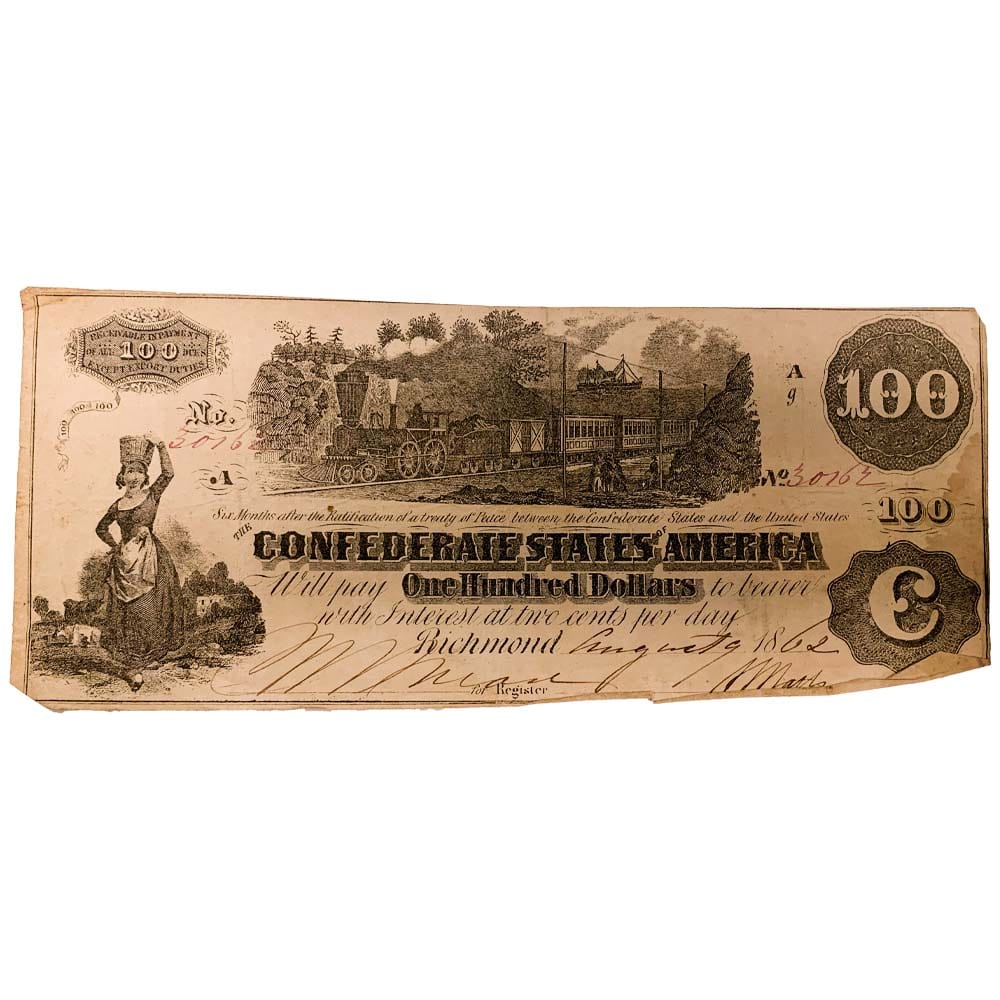 RECEIVABLE IN PAYMENT
OF ALL 100 DUES
EXCEPT EXPORT DUTIES
100 100 100
No.
30162
A
A
9
100
No 30162
100
Six Months after the Ratification of a treaty of Peace between the Confederate States and the United States
THE
CONFEDERATE STATES OF AMERICA
Will pay One Hundred Dollars to bearer
with Interest at two cents per day
C
Richmond August 9 1862
for Register